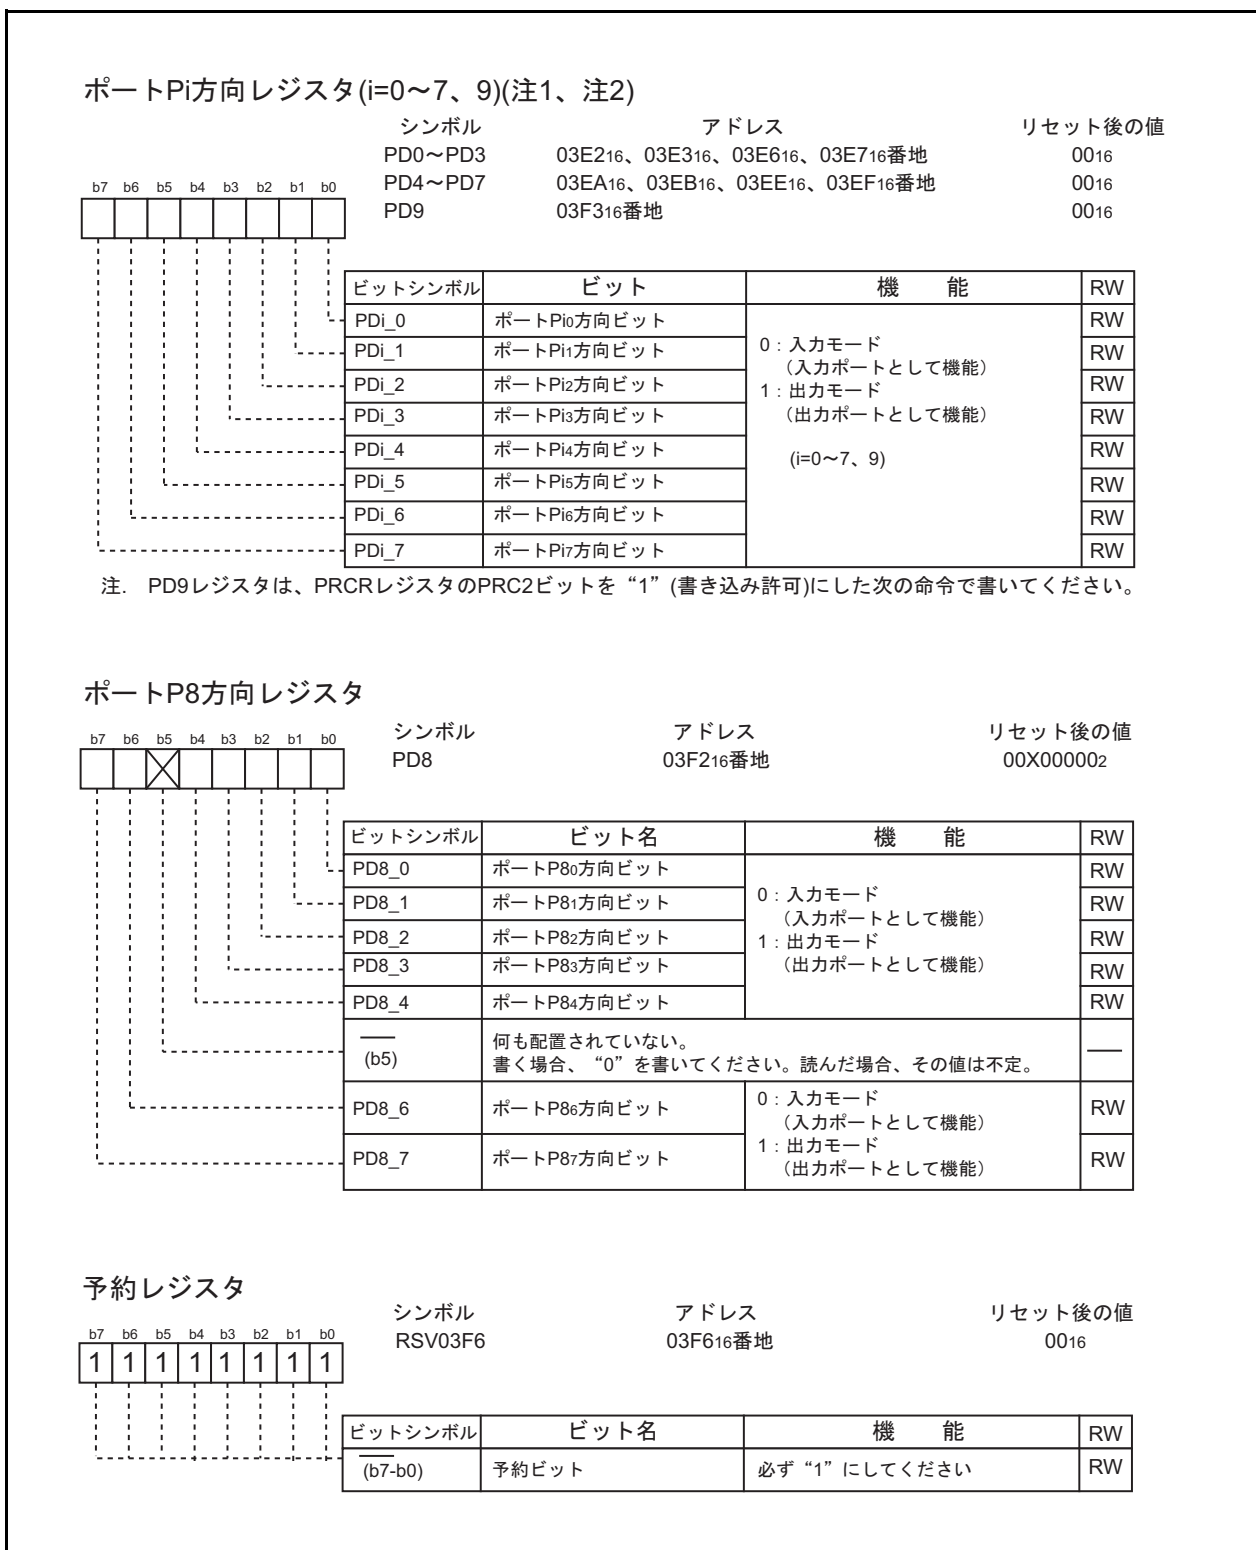 ポートPi方向レジスタ(i=0〜7、9)(注1、注2)
シンボル アドレス リセット後の値
PD0〜PD3 03E216、03E316、03E616、03E716番地 0016
PD4〜PD7 03EA16、03EB16、03EE16、03EF16番地 0016
PD9 03F316番地 0016
b7 b6 b5 b4 b3 b2 b1 b0
ビットシンボル ビット 機 能 RW
PDi_0 ポートPi0方向ビット RW
PDi_1 ポートPi1方向ビット RW
PDi_2 ポートPi2方向ビット RW
PDi_3 ポートPi3方向ビット RW
PDi_4 ポートPi4方向ビット RW
PDi_5 ポートPi5方向ビット RW
PDi_6 ポートPi6方向ビット RW
PDi_7 ポートPi7方向ビット RW
0:入力モード
(入力ポートとして機能)
1:出力モード
(出力ポートとして機能)
(i=0〜7、9)
注. PD9レジスタは、PRCRレジスタのPRC2ビットを“1”(書き込み許可)にした次の命令で書いてください。
ポートP8方向レジスタ
シンボル アドレス リセット後の値
PD8 03F216番地 00X000002
b7 b6 b5 b4 b3 b2 b1 b0
ビットシンボル ビット名 機 能 RW
PD8_0 ポートP80方向ビット RW
PD8_1 ポートP81方向ビット RW
PD8_2 ポートP82方向ビット RW
PD8_3 ポートP83方向ビット RW
PD8_4 ポートP84方向ビット RW
0:入力モード
(入力ポートとして機能)
1:出力モード
(出力ポートとして機能)
(b5) 何も配置されていない。
書く場合、“0”を書いてください。読んだ場合、その値は不定。 —
PD8_6 ポートP86方向ビット RW
PD8_7 ポートP87方向ビット RW
0:入力モード
(入力ポートとして機能)
1:出力モード
(出力ポートとして機能)
予約レジスタ
シンボル アドレス リセット後の値
RSV03F6 03F616番地 0016
b7 b6 b5 b4 b3 b2 b1 b0
1 1 1 1 1 1 1 1
ビットシンボル ビット名 機 能 RW
(b7-b0) 予約ビット 必ず“1”にしてください RW